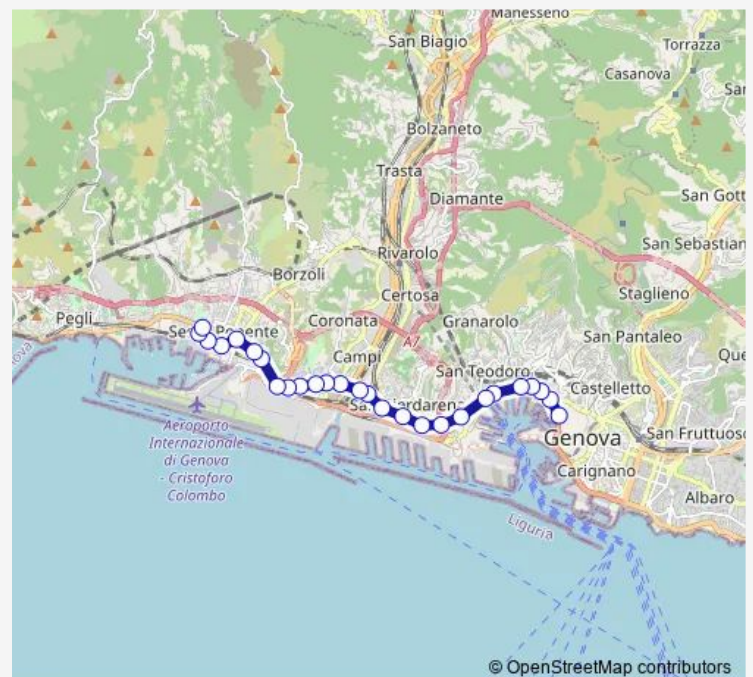 Manesseno
San Biagio
Torrazza
Casanova
Bolzaneto
Trasta
Diamante
San Gott
San Sebastian
Rivarolo
Borzoli
Certosa
Staglieno
Pegli
Coronata
Granarolo
A7
San Pantaleo
Campi
San Teodoro
Castelletto
Genova
San Fruttuoso
Aeroporto
Internazionale
di Genova
- Cristoforo
Colombo
Carignano
Albaro
Liguria
© OpenStreetMap contributors